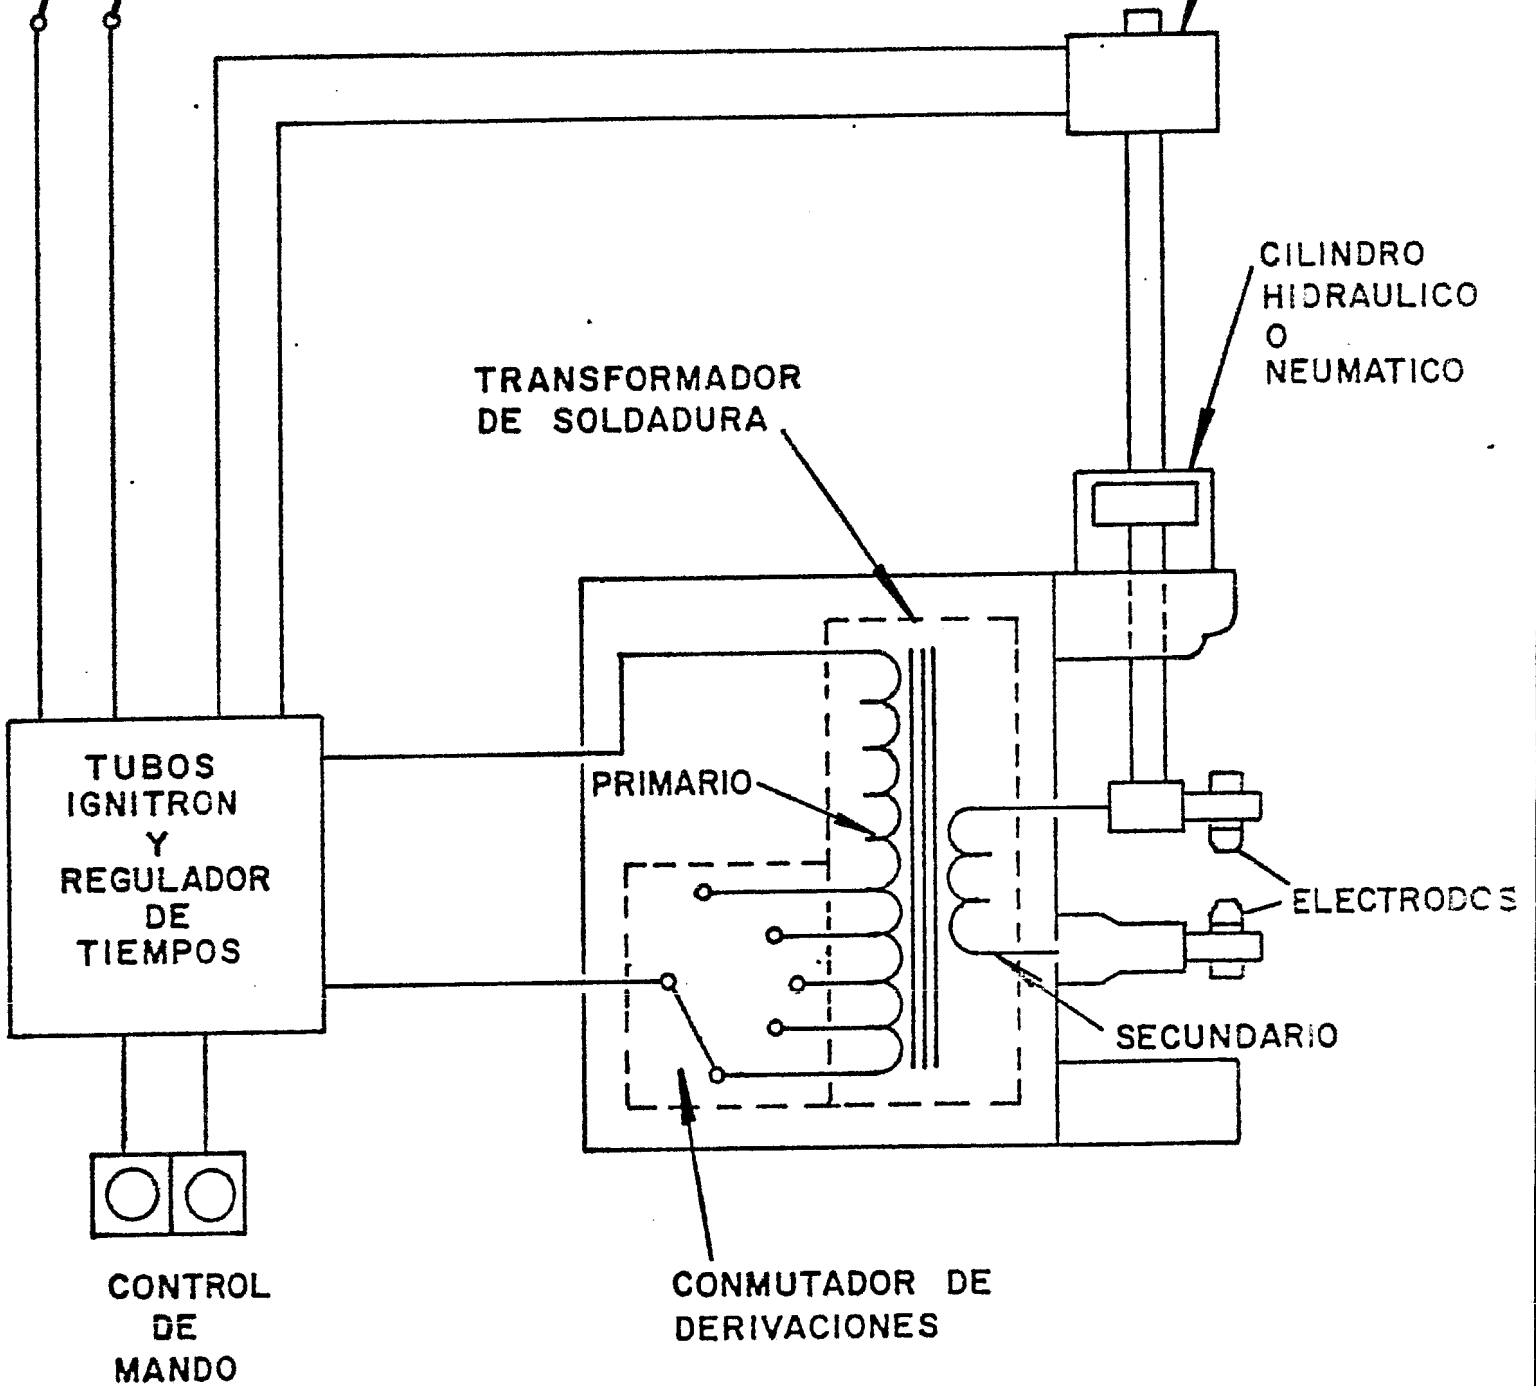 CILINDRO
HIDRAULICO
O
NEUMATICO
TRANSFORMADOR
DE SOLDADURA
TUBOS
IGNITRON
Y
REGULADOR
DE
TIEMPOS
PRIMARIO
ELECTRODOS
SECUNDARIO
CONTROL
DE
MANDO
CONMUTADOR DE
DERIVACIONES